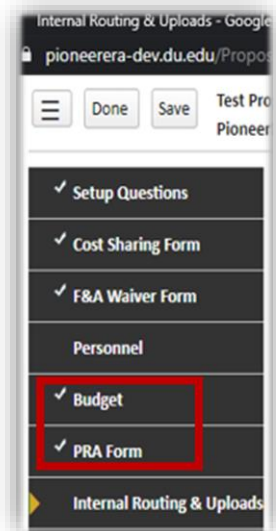 Internal Routing & Uploads - Google
pioneerera-dev.du.edu/Propos
Done Save Test Pro
Pioneer
Setup Questions
Cost Sharing Form
F&A Waiver Form
Personnel
Budget
PRA Form
Internal Routing & Uploads